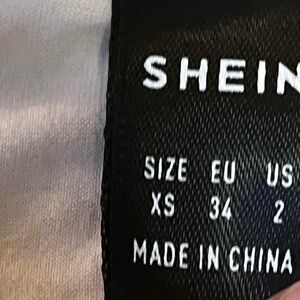 SHEIN
SIZE EU US
XS 34 2
MADE IN CHINA